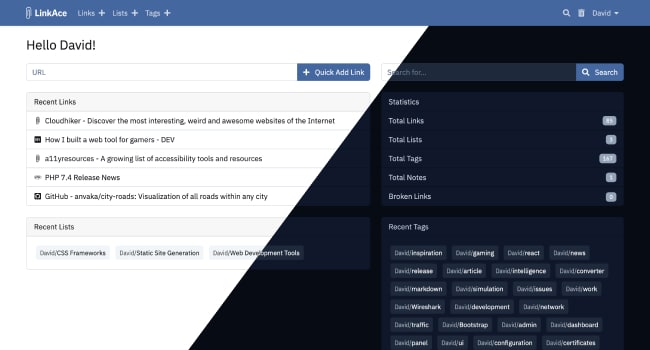 LinkAce Links + Lists + Tags + David
Hello David!
URL
+ Quick Add Link
Search for...
Search
Recent Links
Cloudhiker - Discover the most interesting, weird and awesome websites of the Internet
How I built a web tool for gamers - DEV
a11yresources - A growing list of accessibility tools and resources
PHP 7.4 Release News
GitHub - anvaka/city-roads: Visualization of all roads within any city
Statistics
Total Links
Total Lists 3
Total Tags 167
Total Notes 1
Broken Links 0
Recent Lists
David/CSS Frameworks David/Static Site Generation David/Web Development Tools
Recent Tags
David/inspiration David/gaming David/react David/news
David/release David/article David/intelligence David/converter
David/markdown David/simulation David/issues David/work
David/Wireshark David/development David/network
David/traffic David/Bootstrap David/admin David/dashboard
David/panel David/ui David/configuration David/certificates